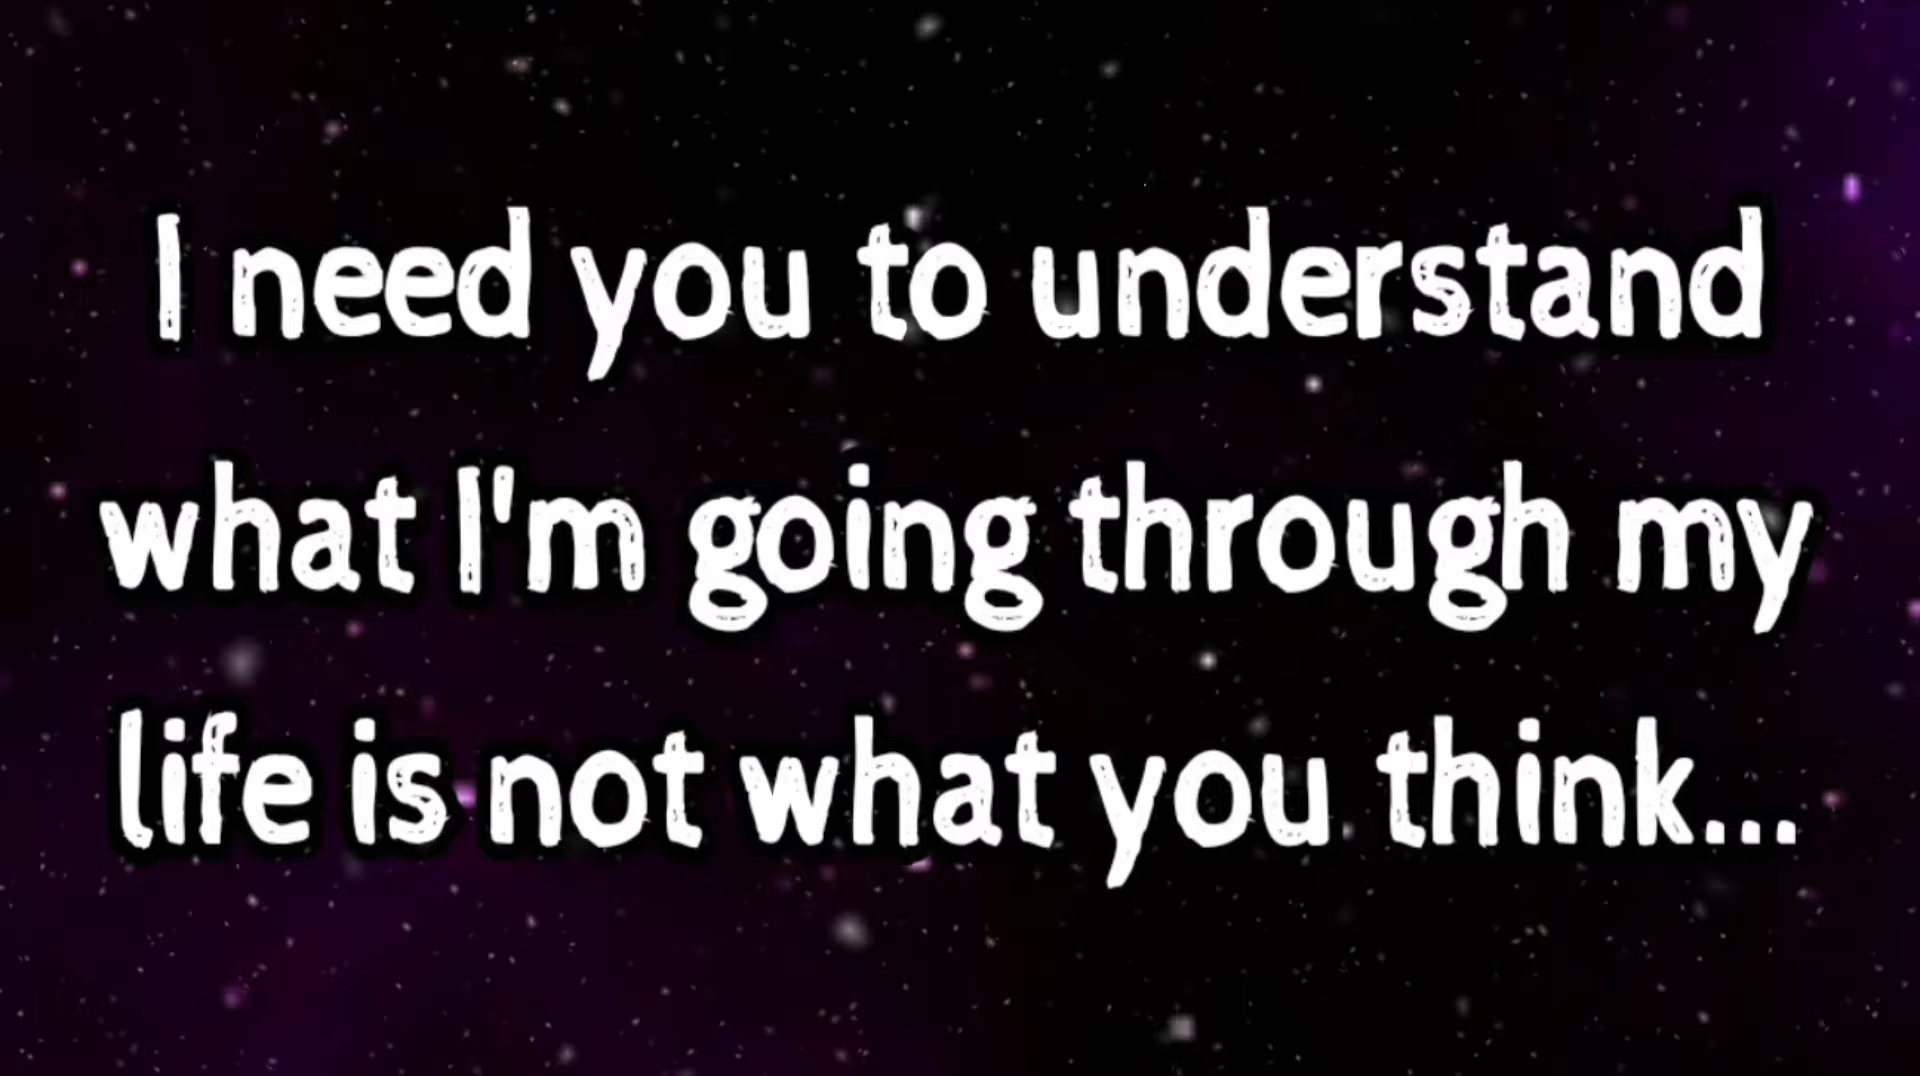 I need you to understand
what I'm going through my
life is not what you think...